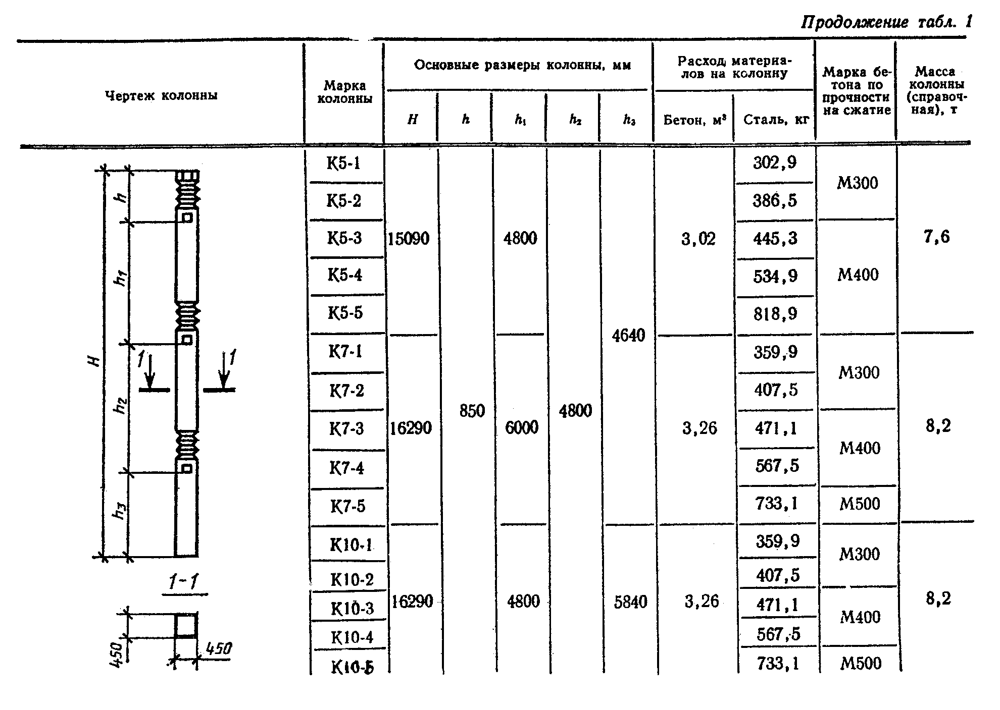 Продолжение табл. 1
Чертеж колонны
Марка
колонны
Основные размеры колонны, мм
H
h
h₁
h₂
h₃
Расход материа-
лов на колонну
Бетон, м³
Сталь, кг
Марка бе-
тона по
прочности
на сжатие
Масса
колонны
(справоч-
ная), т
H
h
h1
h2
h3
1
1
1-1
450
450
К5-1
302,9
М300
К5-2
386,5
К5-3
15090
4800
3,02
445,3
7,6
К5-4
534,9
М400
К5-5
818,9
4640
К7-1
359,9
М300
К7-2
407,5
850
4800
К7-3
16290
6000
3,26
471,1
8,2
М400
К7-4
567,5
К7-5
733,1
М500
К10-1
359,9
М300
К10-2
407,5
К10-3
16290
4800
5840
3,26
471,1
8,2
М400
К10-4
567,5
К10-5
733,1
М500